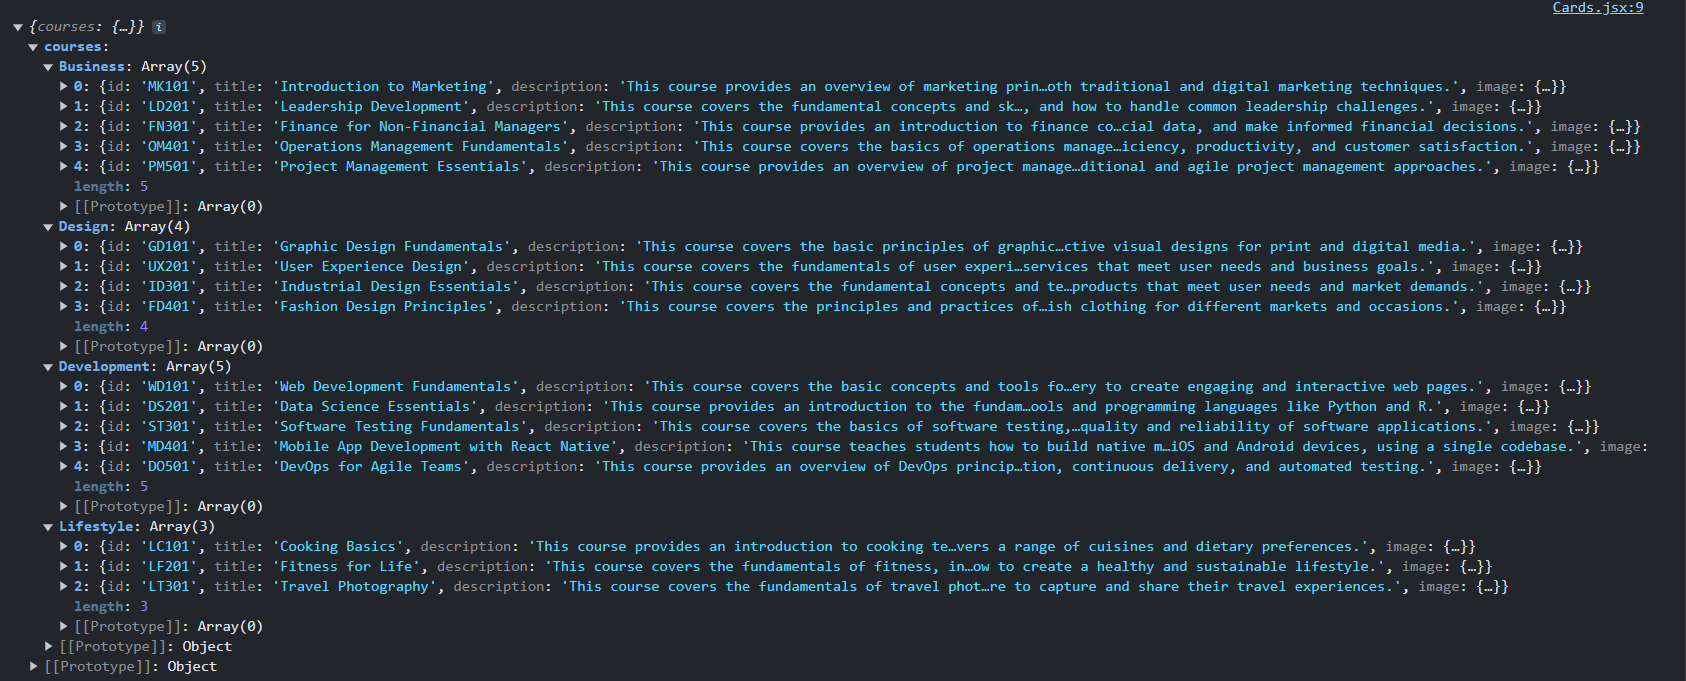 Cards.jsx:9
▼{courses: {…}} i
▼courses:
▼Business: Array(5)
▶0: {id: 'MK101', title: 'Introduction to Marketing', description: 'This course provides an overview of marketing prin…oth traditional and digital marketing techniques.', image: {…}}
▶1: {id: 'LD201', title: 'Leadership Development', description: 'This course covers the fundamental concepts and sk…, and how to handle common leadership challenges.', image: {…}}
▶2: {id: 'FN301', title: 'Finance for Non-Financial Managers', description: 'This course provides an introduction to finance co…cial data, and make informed financial decisions.', image: {…}}
▶3: {id: 'OM401', title: 'Operations Management Fundamentals', description: 'This course covers the basics of operations manage…iciency, productivity, and customer satisfaction.', image: {…}}
▶4: {id: 'PM501', title: 'Project Management Essentials', description: 'This course provides an overview of project manage…ditional and agile project management approaches.', image: {…}}
length: 5
▶[[Prototype]]: Array(0)
▼Design: Array(4)
▶0: {id: 'GD101', title: 'Graphic Design Fundamentals', description: 'This course covers the basic principles of graphic…ctive visual designs for print and digital media.', image: {…}}
▶1: {id: 'UX201', title: 'User Experience Design', description: 'This course covers the fundamentals of user experi…services that meet user needs and business goals.', image: {…}}
▶2: {id: 'ID301', title: 'Industrial Design Essentials', description: 'This course covers the fundamental concepts and te…products that meet user needs and market demands.', image: {…}}
▶3: {id: 'FD401', title: 'Fashion Design Principles', description: 'This course covers the principles and practices of…ish clothing for different markets and occasions.', image: {…}}
length: 4
▶[[Prototype]]: Array(0)
▼Development: Array(5)
▶0: {id: 'WD101', title: 'Web Development Fundamentals', description: 'This course covers the basic concepts and tools fo…ery to create engaging and interactive web pages.', image: {…}}
▶1: {id: 'DS201', title: 'Data Science Essentials', description: 'This course provides an introduction to the fundam…ools and programming languages like Python and R.', image: {…}}
▶2: {id: 'ST301', title: 'Software Testing Fundamentals', description: 'This course covers the basics of software testing,…quality and reliability of software applications.', image: {…}}
▶3: {id: 'MD401', title: 'Mobile App Development with React Native', description: 'This course teaches students how to build native m…iOS and Android devices, using a single codebase.', image:
▶4: {id: 'DO501', title: 'DevOps for Agile Teams', description: 'This course provides an overview of DevOps princip…tion, continuous delivery, and automated testing.', image: {…}}
length: 5
▶[[Prototype]]: Array(0)
▼Lifestyle: Array(3)
▶0: {id: 'LC101', title: 'Cooking Basics', description: 'This course provides an introduction to cooking te…vers a range of cuisines and dietary preferences.', image: {…}}
▶1: {id: 'LF201', title: 'Fitness for Life', description: 'This course covers the fundamentals of fitness, in…ow to create a healthy and sustainable lifestyle.', image: {…}}
▶2: {id: 'LT301', title: 'Travel Photography', description: 'This course covers the fundamentals of travel phot…re to capture and share their travel experiences.', image: {…}}
length: 3
▶[[Prototype]]: Array(0)
▶[[Prototype]]: Object
▶[[Prototype]]: Object